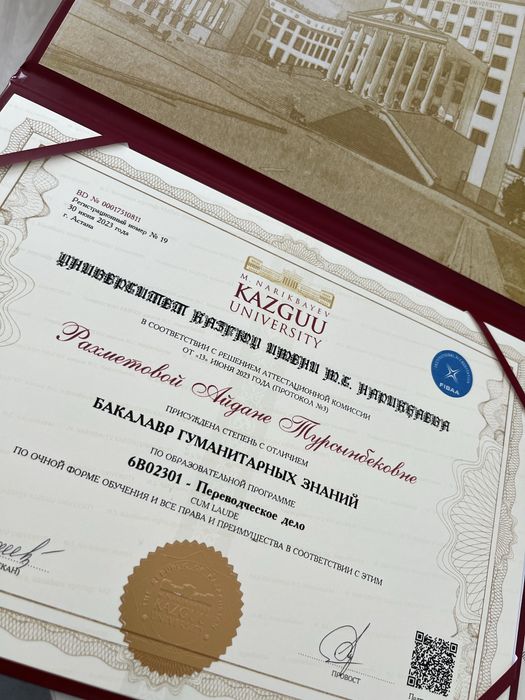 UNIVERSITY
BD № 00017510811
Регистрационный номер № 19
30 июня 2023 года
г. Астана
M. NARIKBAYEV
KAZGUU
UNIVERSITY
УНИВЕРСИТЕТ КАЗГЮУ ИМЕНИ М.С. НАРИКБАЕВА
В СООТВЕТСТВИИ С РЕШЕНИЕМ АТТЕСТАЦИОННОЙ КОМИССИИ
ОТ «13» ИЮНЯ 2023 ГОДА (ПРОТОКОЛ №3)
FIBAA
Рахметовой Айдане Турсынбековне
ПРИСУЖДЕНА СТЕПЕНЬ С ОТЛИЧИЕМ
БАКАЛАВР ГУМАНИТАРНЫХ ЗНАНИЙ
ПО ОБРАЗОВАТЕЛЬНОЙ ПРОГРАММЕ
6B02301 - Переводческое дело
CUM LAUDE
ПО ОЧНОЙ ФОРМЕ ОБУЧЕНИЯ И ВСЕ ПРАВА И ПРЕИМУЩЕСТВА В СООТВЕТСТВИИ С ЭТИМ
KAZGUU
UNIVERSITY
ПРОВОСТ